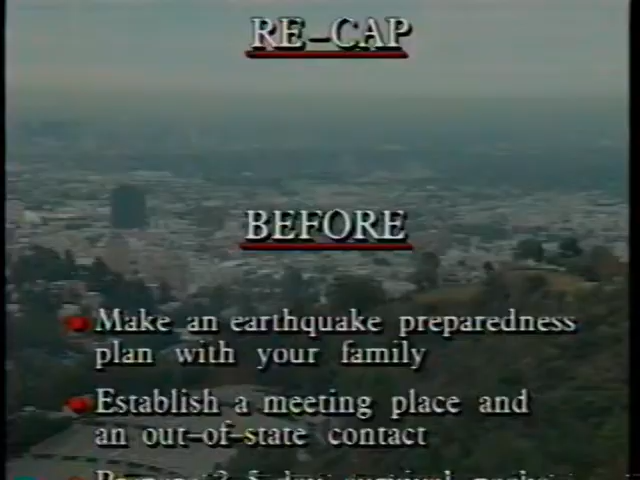 RE-CAP
BEFORE
Make an earthquake preparedness
plan with your family
Establish a meeting place and
an out-of-state contact